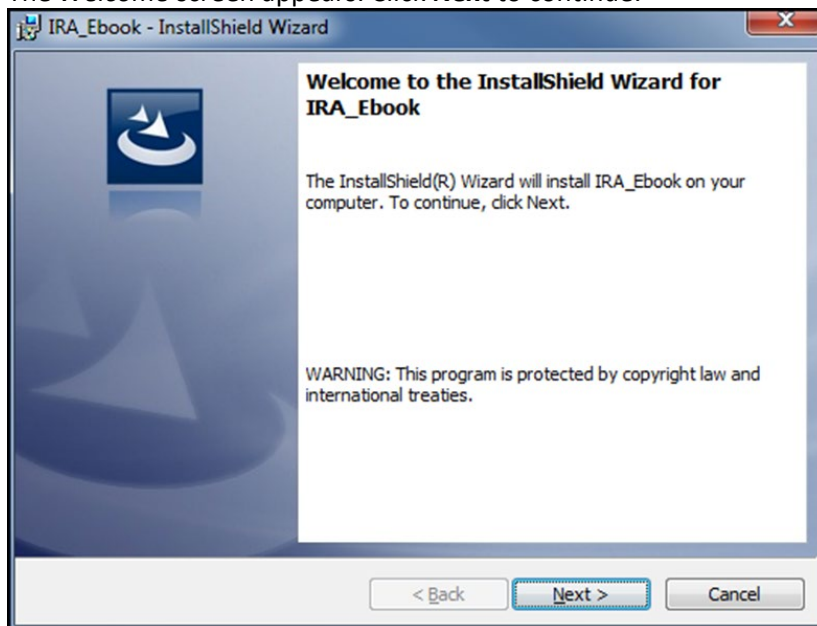 The Welcome screen appears. Click Next to continue.
IRA_Ebook - InstallShield Wizard
Welcome to the InstallShield Wizard for
IRA_Ebook
The InstallShield(R) Wizard will install IRA_Ebook on your
computer. To continue, click Next.
WARNING: This program is protected by copyright law and
international treaties.
< Back
Next >
Cancel